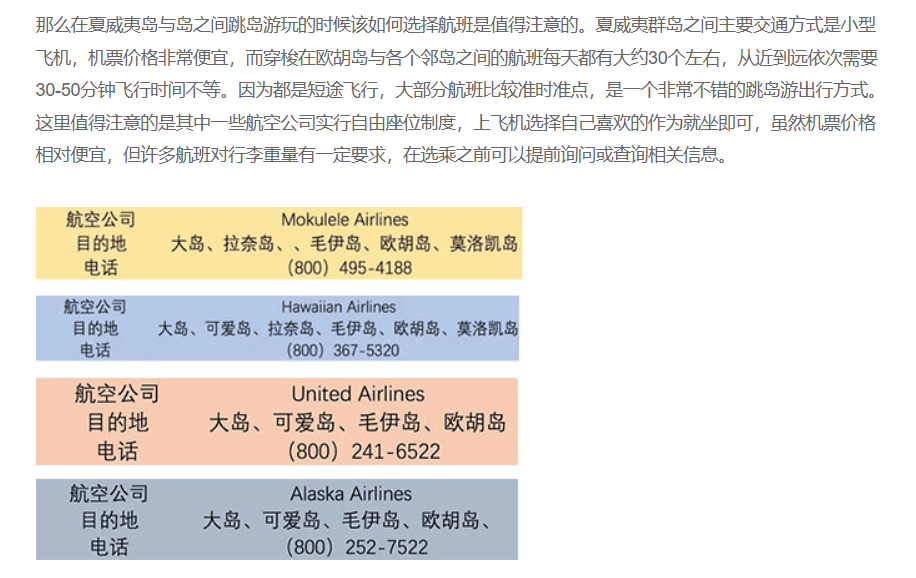 那么在夏威夷岛与岛之间跳岛游玩的时候该如何选择航班是值得注意的。夏威夷群岛之间主要交通方式是小型
飞机，机票价格非常便宜，而穿梭在欧胡岛与各个邻岛之间的航班每天都有大约30个左右，从近到远依次需要
30-50分钟飞行时间不等。因为都是短途飞行，大部分航班比较准时准点，是一个非常不错的跳岛游出行方式。
这里值得注意的是其中一些航空公司实行自由座位制度，上飞机选择自己喜欢的作为就坐即可，虽然机票价格
相对便宜，但许多航班对行李重量有一定要求，在选乘之前可以提前询问或查询相关信息。
航空公司 Mokulele Airlines
目的地 大岛、拉奈岛、、毛伊岛、欧胡岛、莫洛凯岛
电话 （800）495-4188
航空公司 Hawaiian Airlines
目的地 大岛、可爱岛、拉奈岛、毛伊岛、欧胡岛、莫洛凯岛
电话 （800）367-5320
航空公司 United Airlines
目的地 大岛、可爱岛、毛伊岛、欧胡岛
电话 （800）241-6522
航空公司 Alaska Airlines
目的地 大岛、可爱岛、毛伊岛、欧胡岛、
电话 （800）252-7522